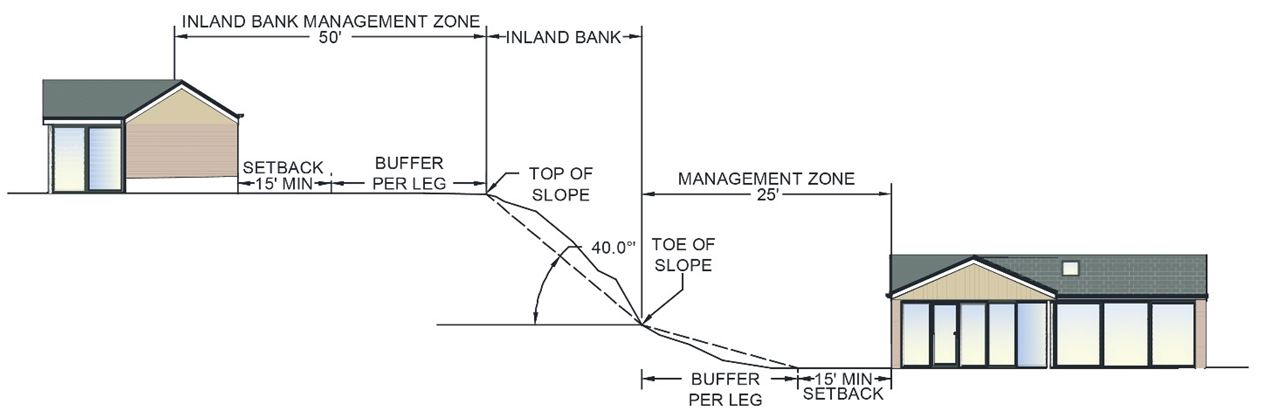 INLAND BANK MANAGEMENT ZONE
50'
INLAND BANK
SETBACK
15' MIN
BUFFER
PER LEG
TOP OF
SLOPE
MANAGEMENT ZONE
25'
40.0°'
TOE OF
SLOPE
BUFFER
PER LEG
15' MIN
SETBACK